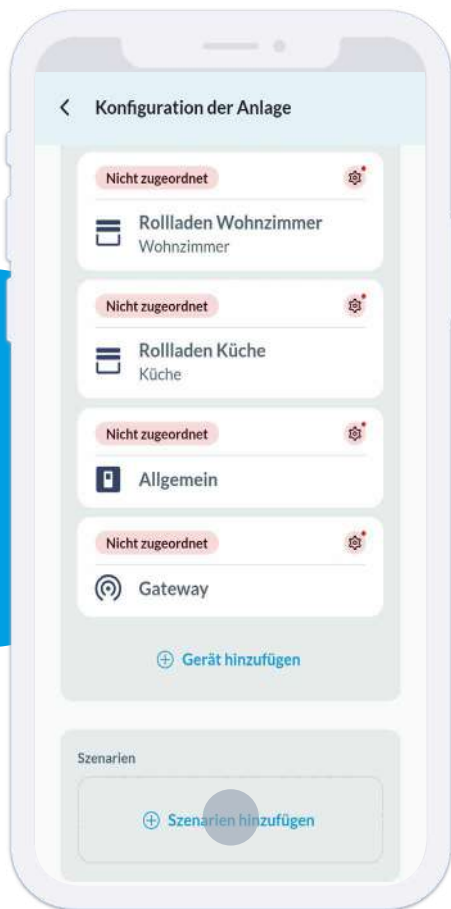 Konfiguration der Anlage
Nicht zugeordnet
Rollladen Wohnzimmer
Wohnzimmer
Nicht zugeordnet
Rollladen Küche
Küche
Nicht zugeordnet
Allgemein
Nicht zugeordnet
Gateway
Gerät hinzufügen
Szenarien
Szenarien hinzufügen